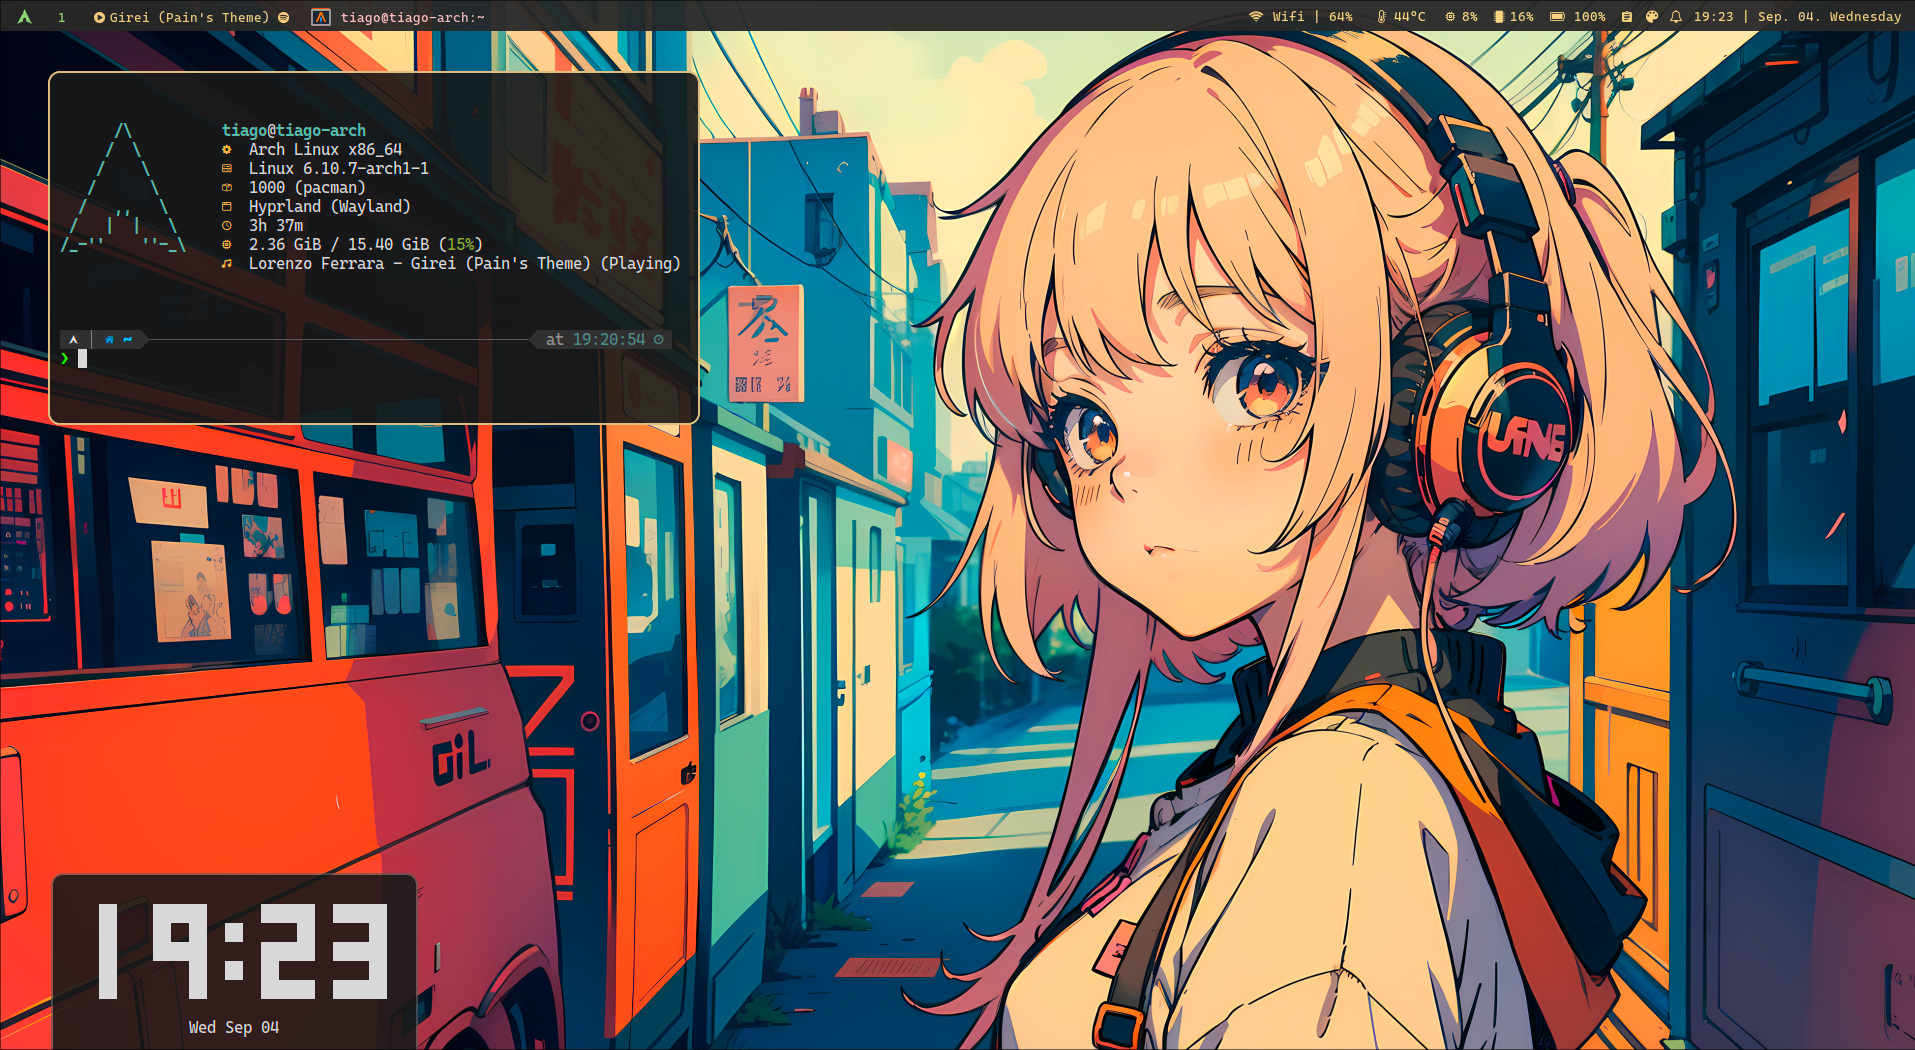 1
Girei (Pain's Theme)
tiago@tiago-arch:~
Wifi | 64%
44°C
8%
16%
100%
19:23 | Sep. 04. Wednesday
/\
/  \
/    \
/      \
/   ,,   \
/   |  |   \
/_-''    ''-_\
tiago@tiago-arch
Arch Linux x86_64
Linux 6.10.7-arch1-1
1000 (pacman)
Hyprland (Wayland)
3h 37m
2.36 GiB / 15.40 GiB (15%)
Lorenzo Ferrara - Girei (Pain's Theme) (Playing)
~
at 19:20:54
❯
GiL.
19:23
Wed Sep 04